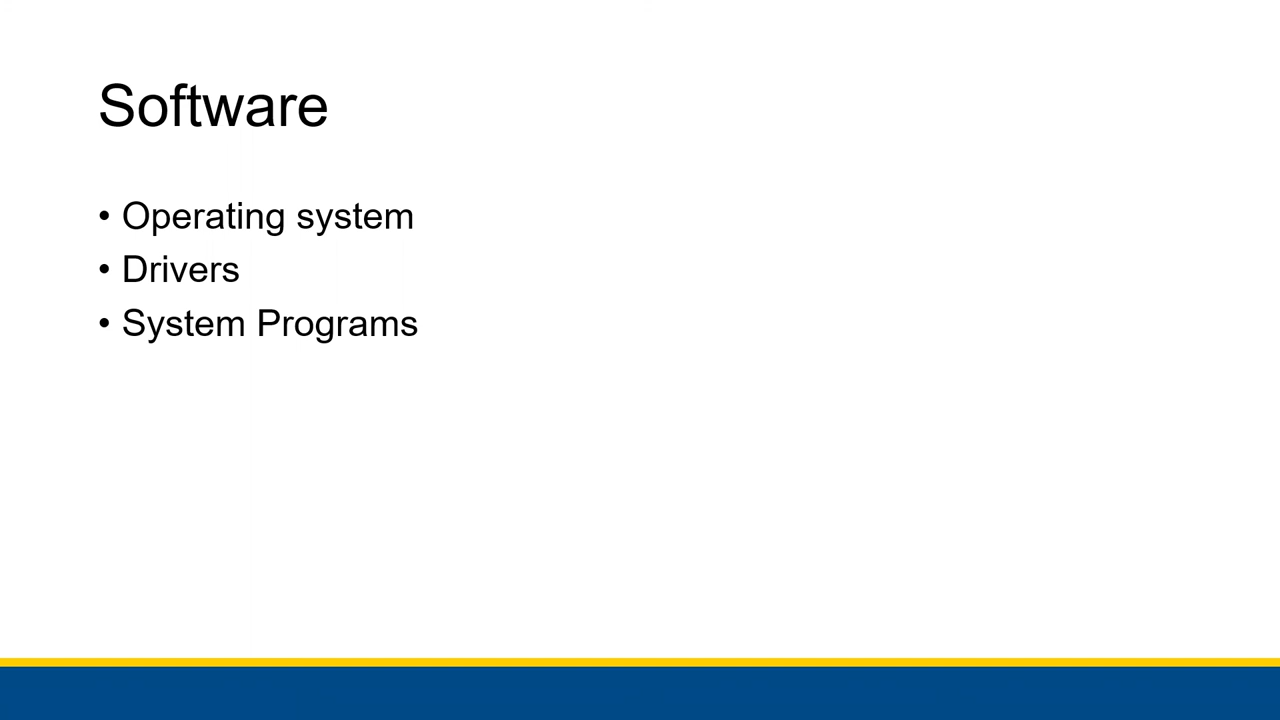 Software
• Operating system
• Drivers
• System Programs